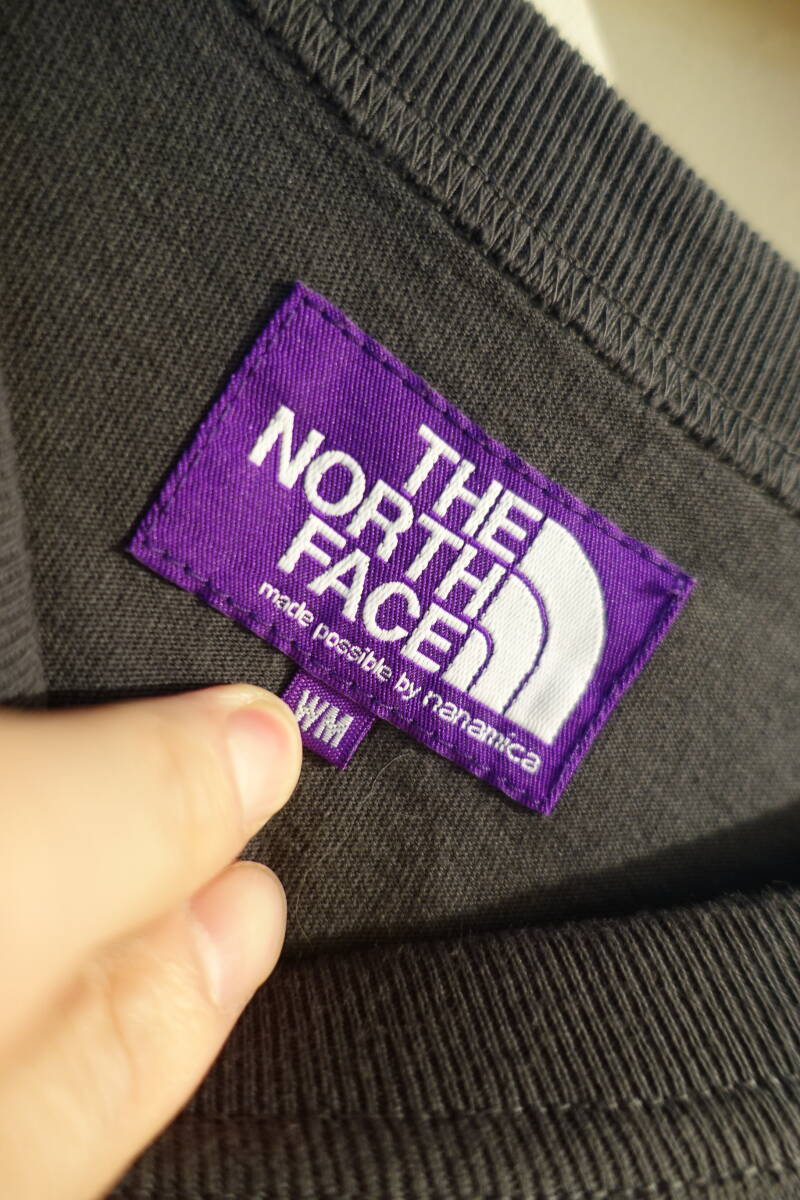 THE
NORTH
FACE
made possible by nanamica
WM